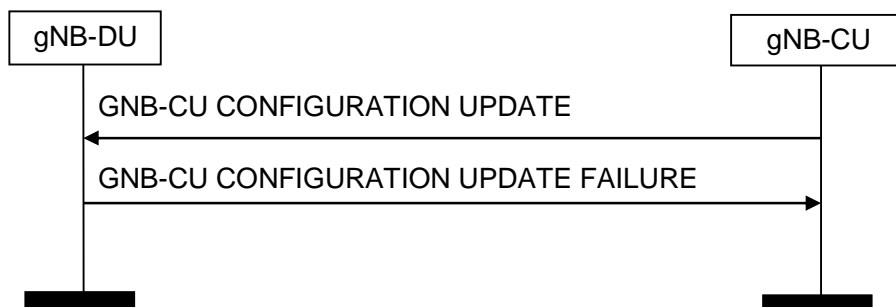 gNB-DU
gNB-CU
GNB-CU CONFIGURATION UPDATE
GNB-CU CONFIGURATION UPDATE FAILURE